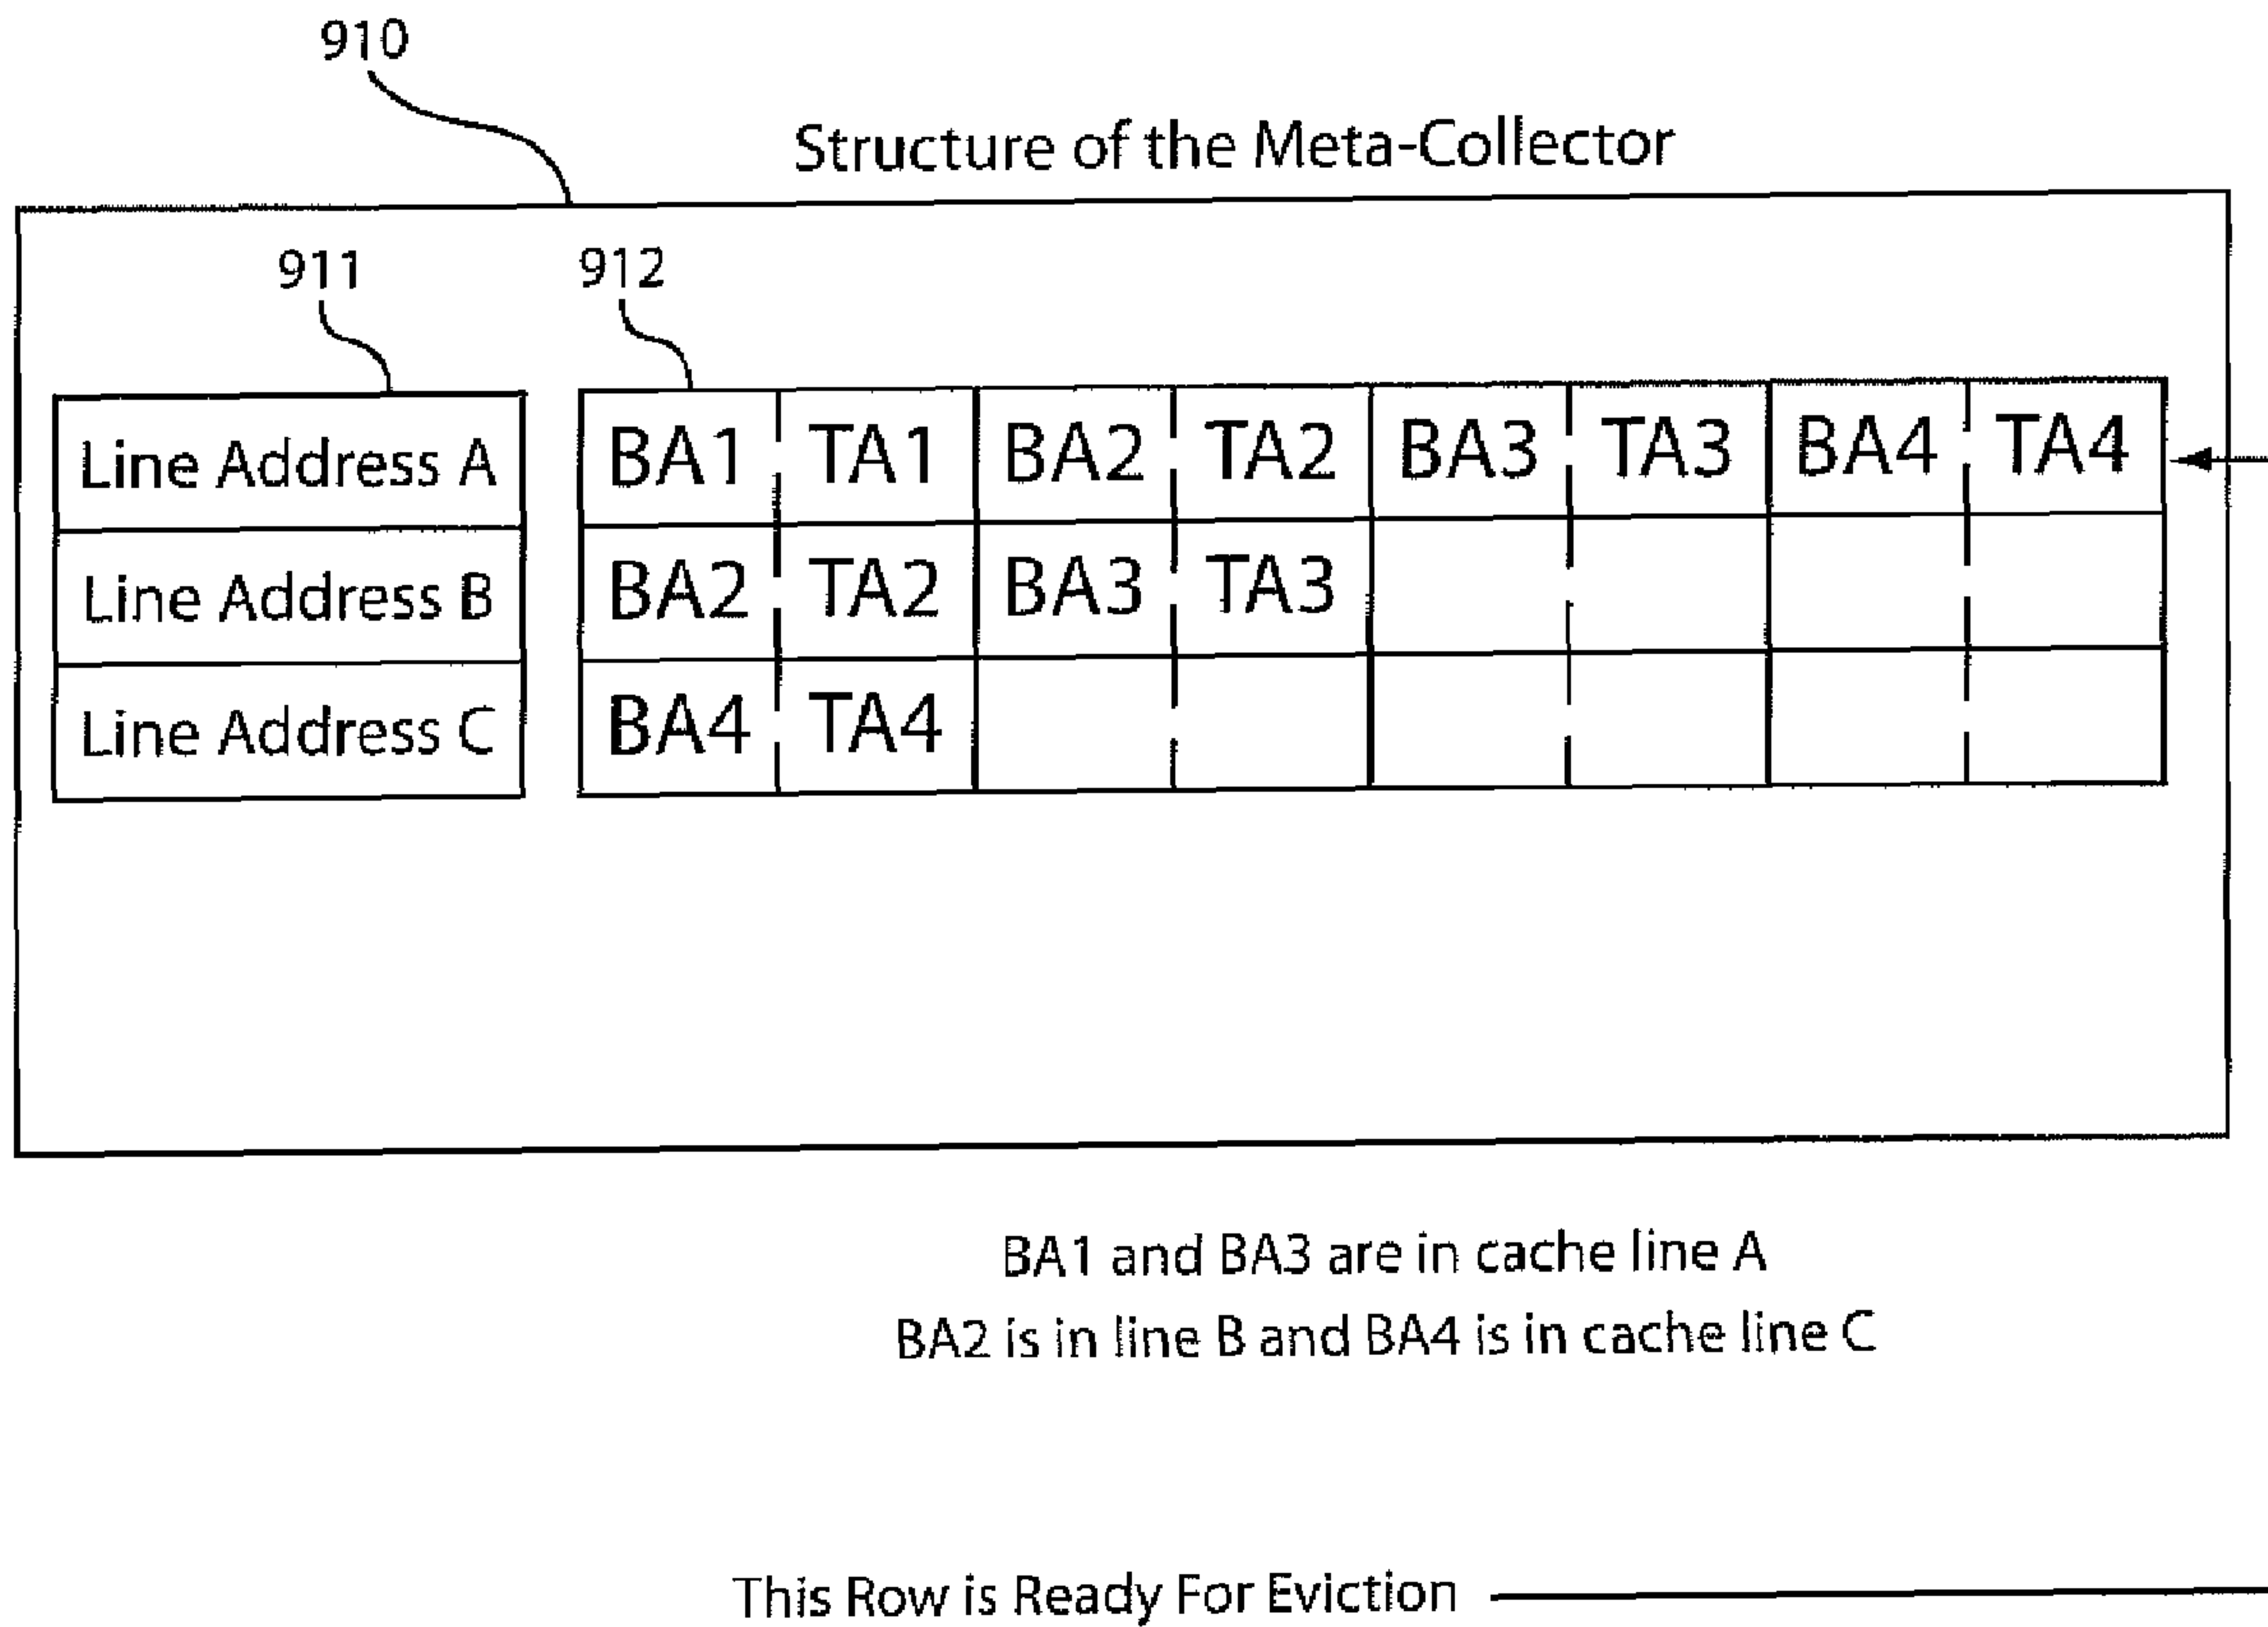 910
Structure of the Meta-Collector
911
912
Line Address A
BA1 TA1 BA2 TA2 BA3 TA3 BA4 TA4
Line Address B
BA2 TA2 BA3 TA3
Line Address C
BA4 TA4
BA1 and BA3 are in cache line A
BA2 is in line B and BA4 is in cache line C
This Row is Ready For Eviction